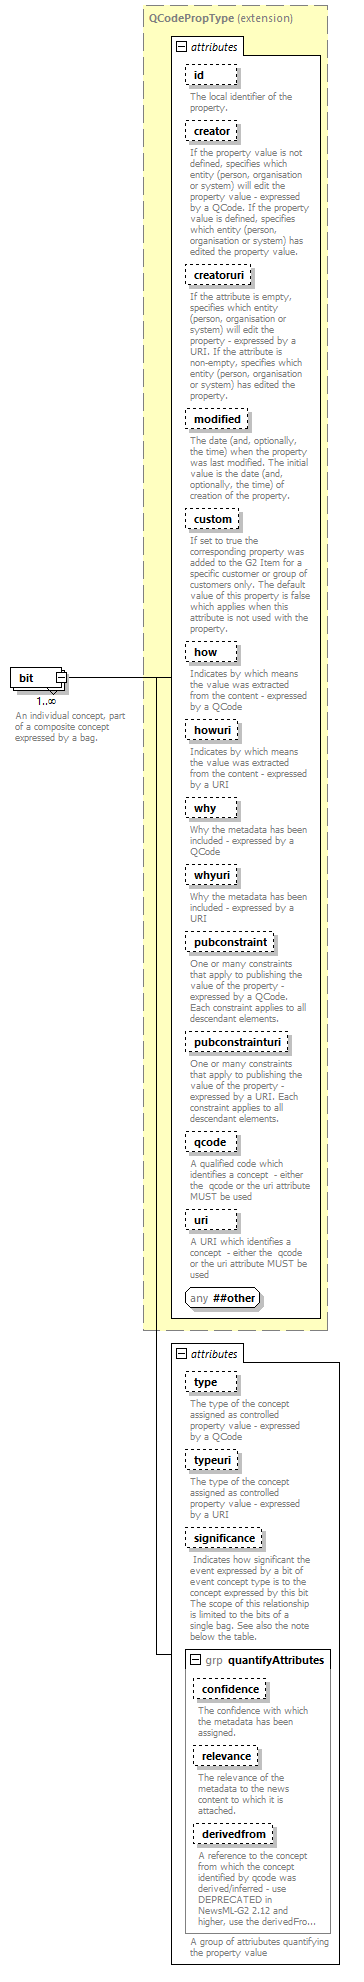 QCodePropType (extension)
attributes
id
The local identifier of the
property.
creator
If the property value is not
defined, specifies which
entity (person, organisation
or system) will edit the
property value - expressed
by a QCode. If the property
value is defined, specifies
which entity (person,
organisation or system) has
edited the property value.
creatoruri
If the attribute is empty,
specifies which entity
(person, organisation or
system) will edit the
property - expressed by a
URI. If the attribute is
non-empty, specifies which
entity (person, organisation
or system) has edited the
property.
modified
The date (and, optionally,
the time) when the property
was last modified. The initial
value is the date (and,
optionally, the time) of
creation of the property.
custom
If set to true the
corresponding property was
added to the G2 Item for a
specific customer or group of
customers only. The default
value of this property is false
which applies when this
attribute is not used with the
property.
how
Indicates by which means
the value was extracted
from the content - expressed
by a QCode
bit
1..∞
An individual concept, part
of a composite concept
expressed by a bag.
howuri
Indicates by which means
the value was extracted
from the content - expressed
by a URI
why
Why the metadata has been
included - expressed by a
QCode
whyuri
Why the metadata has been
included - expressed by a
URI
pubconstraint
One or many constraints
that apply to publishing the
value of the property -
expressed by a QCode.
Each constraint applies to all
descendant elements.
pubconstrainturi
One or many constraints
that apply to publishing the
value of the property -
expressed by a URI. Each
constraint applies to all
descendant elements.
qcode
A qualified code which
identifies a concept  - either
the  qcode or the uri attribute
MUST be used
uri
A URI which identifies a
concept  - either the  qcode
or the uri attribute MUST be
used
any ##other
attributes
type
The type of the concept
assigned as controlled
property value - expressed
by a QCode
typeuri
The type of the concept
assigned as controlled
property value - expressed
by a URI
significance
Indicates how significant the
event expressed by a bit of
event concept type is to the
concept expressed by this bit
The scope of this relationship
is limited to the bits of a
single bag. See also the note
below the table.
grp quantifyAttributes
confidence
The confidence with which
the metadata has been
assigned.
relevance
The relevance of the
metadata to the news
content to which it is
attached.
derivedfrom
A reference to the concept
from which the concept
identified by qcode was
derived/inferred - use
DEPRECATED in
NewsML-G2 2.12 and
higher, use the derivedFro...
A group of attriubutes quantifying
the property value